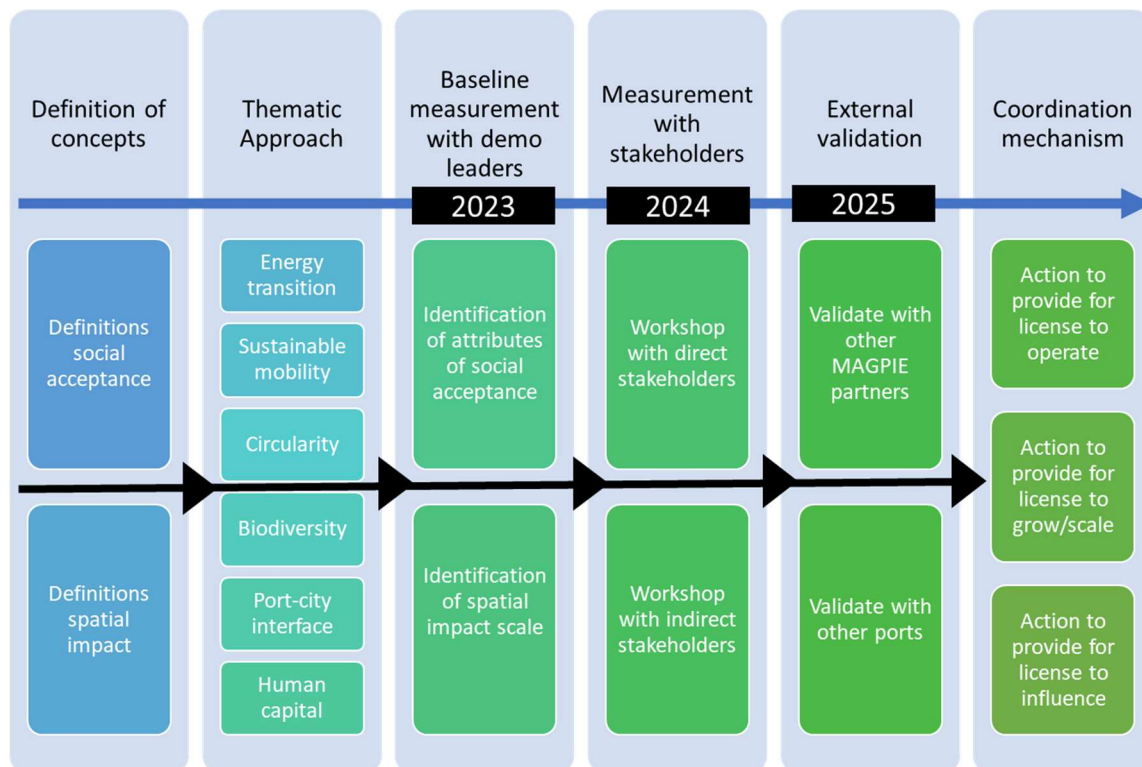 Definition of
concepts
Thematic
Approach
Baseline
measurement
with demo
leaders
Measurement
with
stakeholders
External
validation
Coordination
mechanism
2023
2024
2025
Definitions
social
acceptance
Definitions
spatial
impact
Energy
transition
Sustainable
mobility
Circularity
Biodiversity
Port-city
interface
Human
capital
Identification
of attributes
of social
acceptance
Identification
of spatial
impact scale
Workshop
with direct
stakeholders
Workshop
with indirect
stakeholders
Validate with
other
MAGPIE
partners
Validate with
other ports
Action to
provide for
license to
operate
Action to
provide for
license to
grow/scale
Action to
provide for
license to
influence